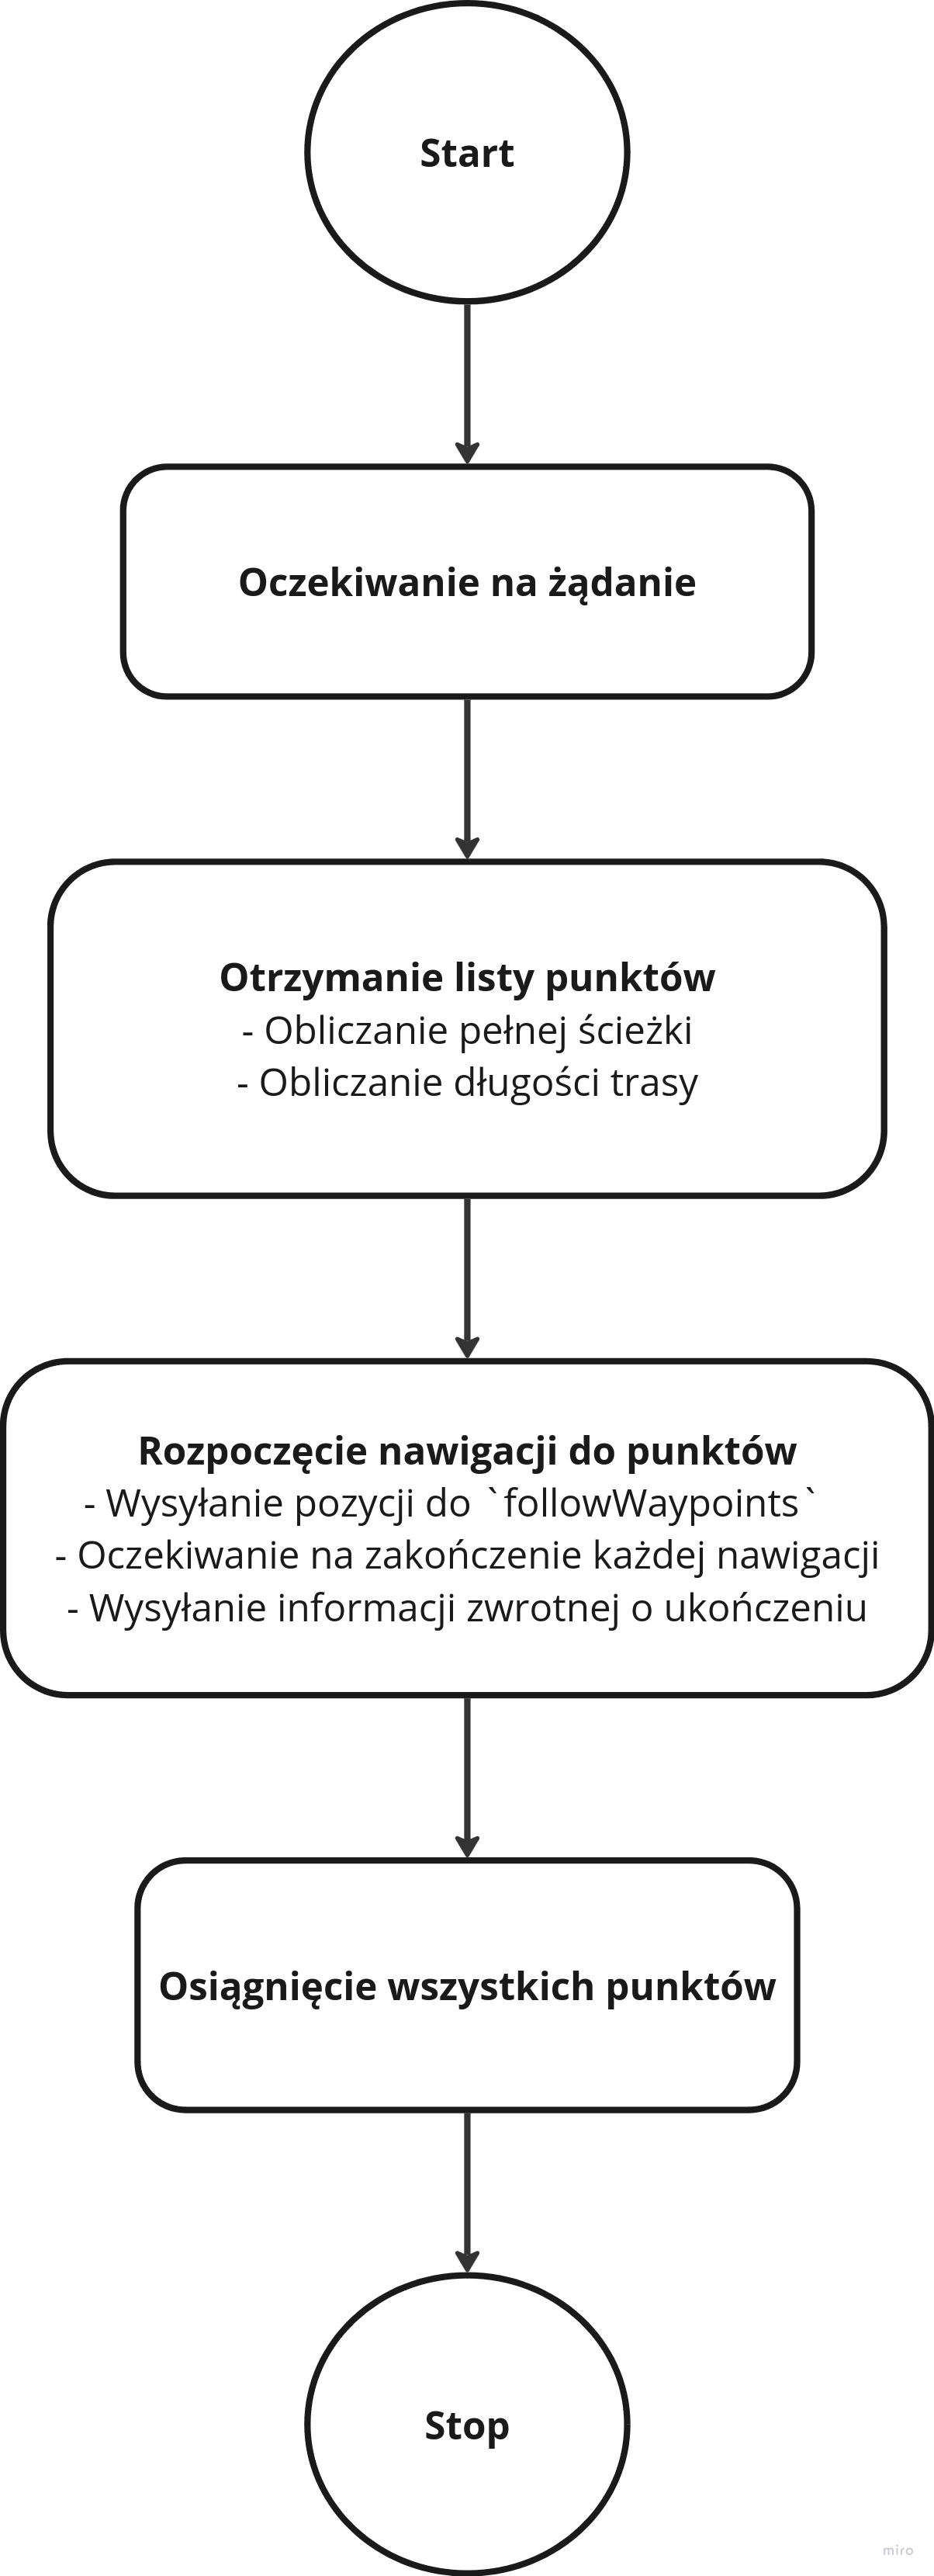 Start
Oczekiwanie na żądanie
Otrzymanie listy punktów
- Obliczanie pełnej ścieżki
- Obliczanie długości trasy
Rozpoczęcie nawigacji do punktów
- Wysyłanie pozycji do `followWaypoints`
- Oczekiwanie na zakończenie każdej nawigacji
- Wysyłanie informacji zwrotnej o ukończeniu
Osiągnięcie wszystkich punktów
Stop
miro